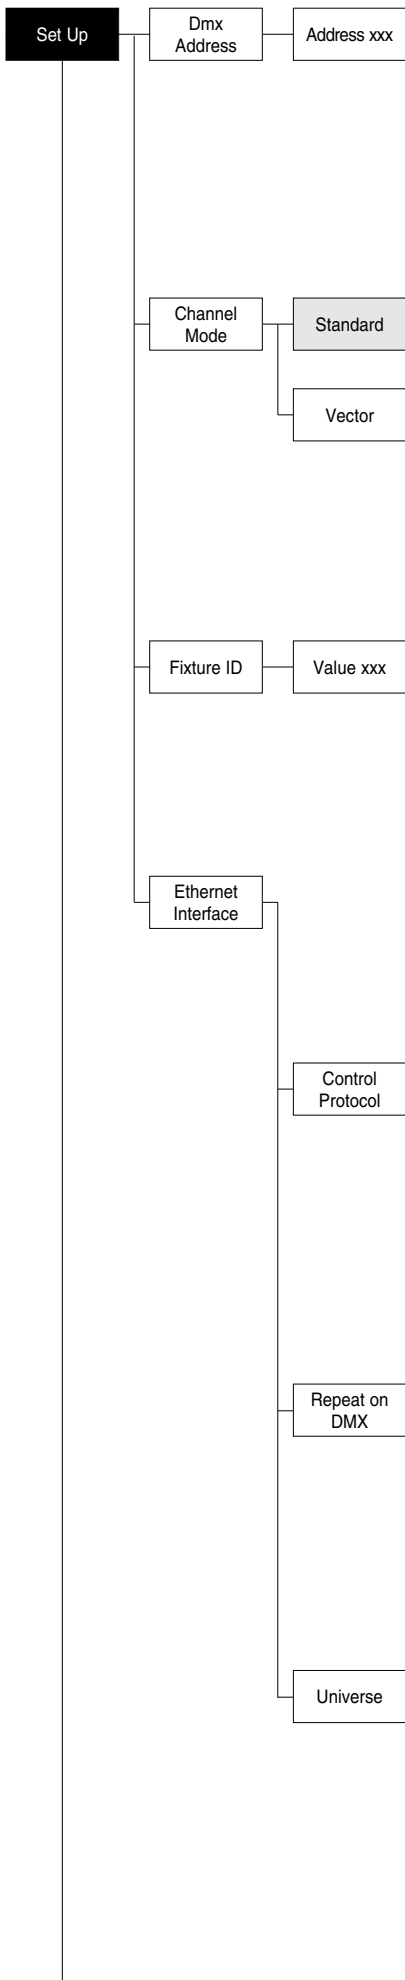 Set Up
Dmx
Address
Address xxx
Channel
Mode
Standard
Vector
Fixture ID
Value xxx
Ethernet
Interface
Control
Protocol
Repeat on
DMX
Universe